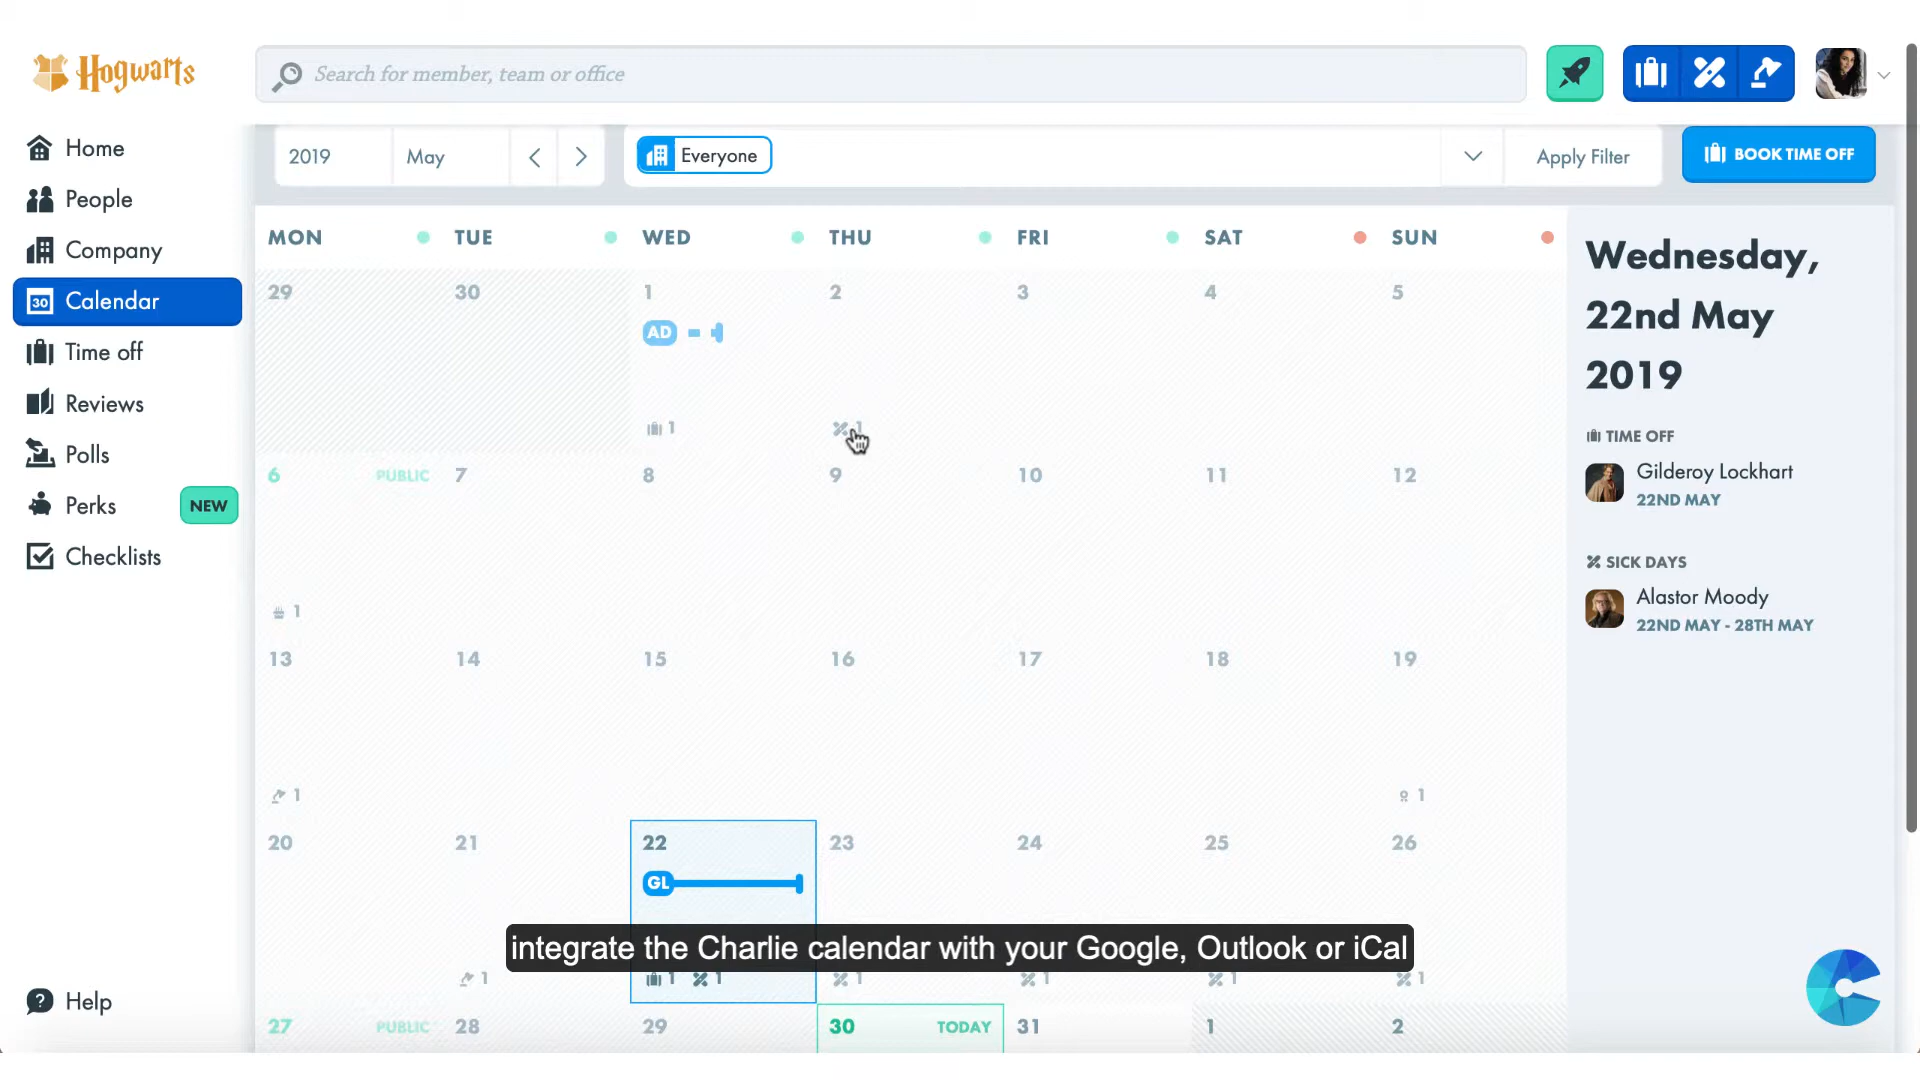 Hogwarts
Search for member, team or office
Home
People
Company
30 Calendar
Time off
Reviews
Polls
Perks NEW
Checklists
Help
2019 May
Everyone
Apply Filter
BOOK TIME OFF
MON TUE WED THU FRI SAT SUN
29 30 1 2 3 4 5
AD
1 1
6 PUBLIC 7 8 9 10 11 12
1
13 14 15 16 17 18 19
1 1
20 21 22 23 24 25 26
GL
integrate the Charlie calendar with your Google, Outlook or iCal
1 1 1 1 1 1 1
27 PUBLIC 28 29 30 TODAY 31 1 2
Wednesday,
22nd May
2019
TIME OFF
Gilderoy Lockhart
22ND MAY
SICK DAYS
Alastor Moody
22ND MAY - 28TH MAY